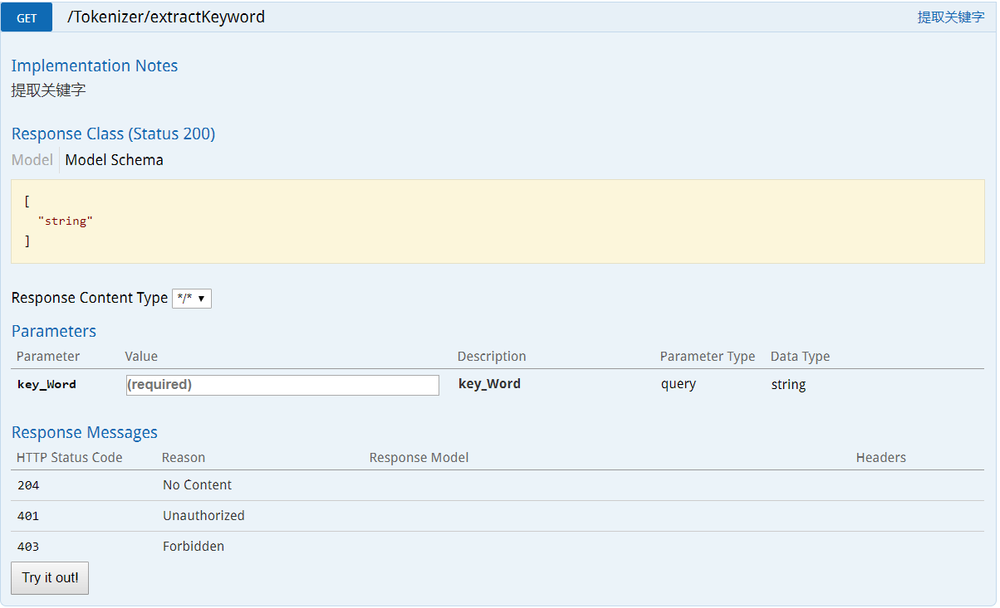 GET /Tokenizer/extractKeyword 提取关键字
Implementation Notes
提取关键字
Response Class (Status 200)
Model Model Schema
[
"string"
]
Response Content Type */* ▼
Parameters
Parameter Value Description Parameter Type Data Type
key_Word (required) key_Word query string
Response Messages
HTTP Status Code Reason Response Model Headers
204 No Content
401 Unauthorized
403 Forbidden
Try it out!